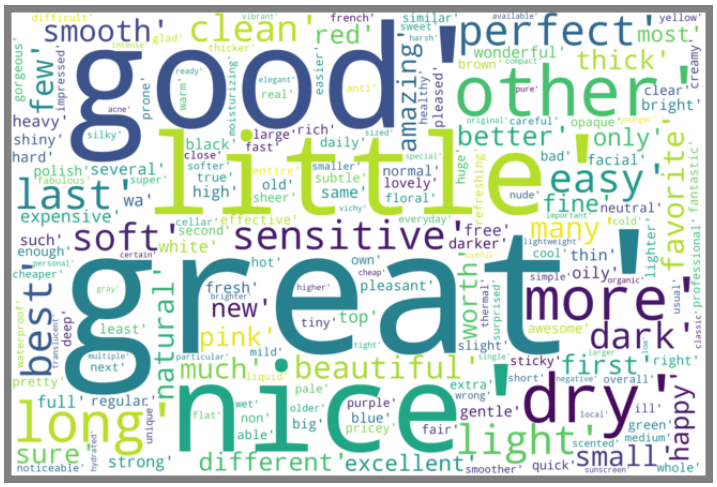 difficult' vibrant' french' similar' available' yellow'
smooth' glad' clean' red' sweet' harsh' perfect' most'
gorgeous' intense' thicker' easier' wonderful' thick' creamy'
few' impressed' good' amazing' healthy' pleased' brown' clear'
acne' prone' warm' ready' elegant' real' anti' other' compact' pure' younger' bright'
heavy' silky' moisturizing' original' careful' opaque'
shiny' black' large' rich' daily' sized' better' only'
hard' polish' several' close' fast' smaller' special' huge' bad' facial' favorite' fantastic'
fabulous' super' softer' true' entire' subtle' normal' lovely' refreshing' easy'
last' wa' high' old' sheer' same' floral' little' nude' fine' neutral'
expensive' cellar' effective' vichy' everyday' important' cold' professional'
such' soft' second' sensitive' free' many' lighter'
enough' certain' white' darker' lightweight' cool' thin'
cheaper' personal' hot' own' cheap' useful' simple' oily' organic' usual'
best' gray' great' fresh' brighter' higher' pleasant' worth' thermal' surprised' more' classic'
waterproof' translucent' deep' natural' new' tiny' top' awesome'
least' pink' tight' slight' dark'
multiple' next' particular' mild' single' sticky' larger' low'
pretty' much' liquid' beautiful' extra' short' first' right'
full' regular' unique' flat' nice' pale' wrong' negative' overall' happy'
long' wet' older' purple' gentle' dry' local' ill'
non' able' big' blue' pricey' fair' light' green'
sure' hydrated' scented' medium'
noticeable' strong' different' excellent' smoother' quick' small' sunscreen' whole'